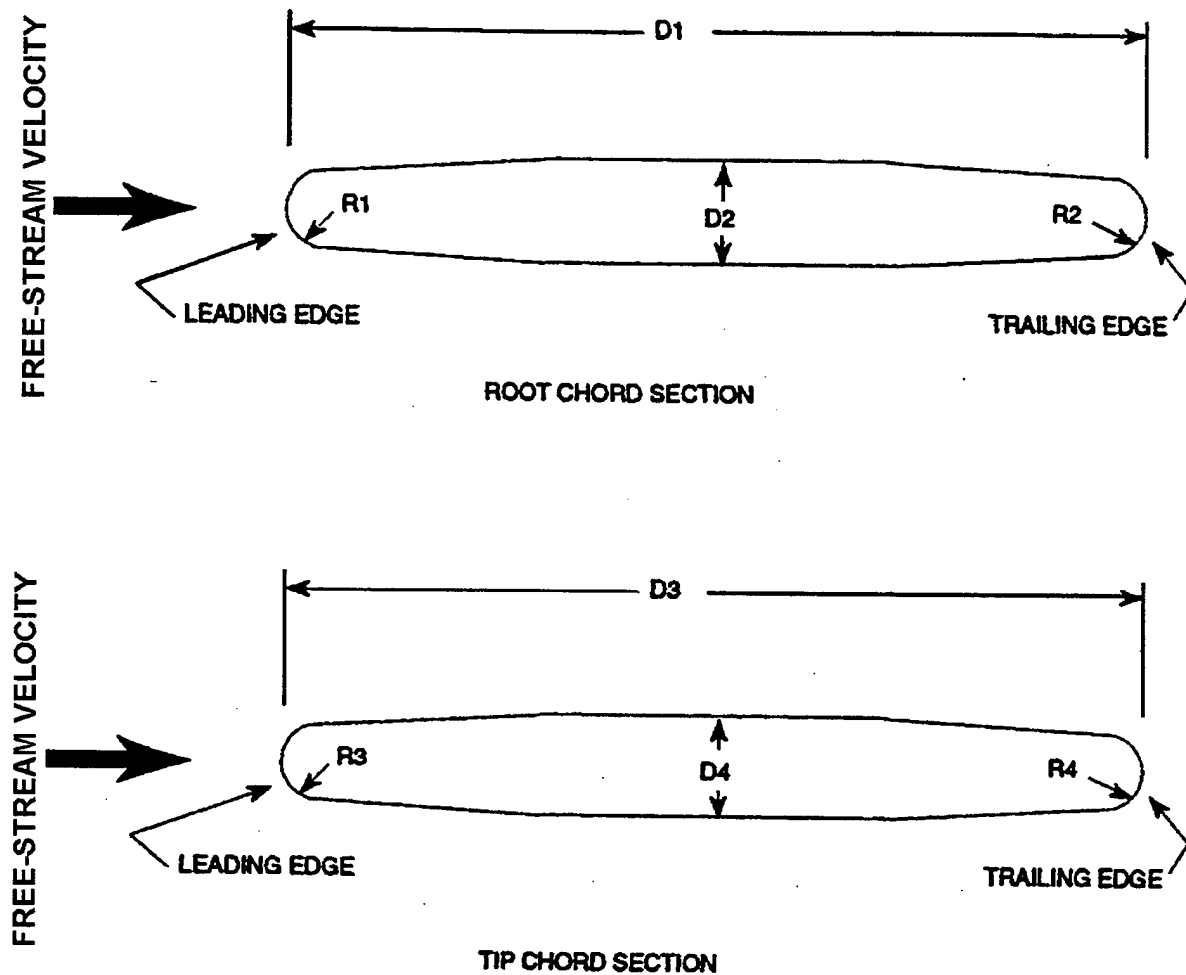 FREE-STREAM VELOCITY
D1
R1
D2
R2
LEADING EDGE
TRAILING EDGE
ROOT CHORD SECTION
FREE-STREAM VELOCITY
D3
R3
D4
R4
LEADING EDGE
TRAILING EDGE
TIP CHORD SECTION